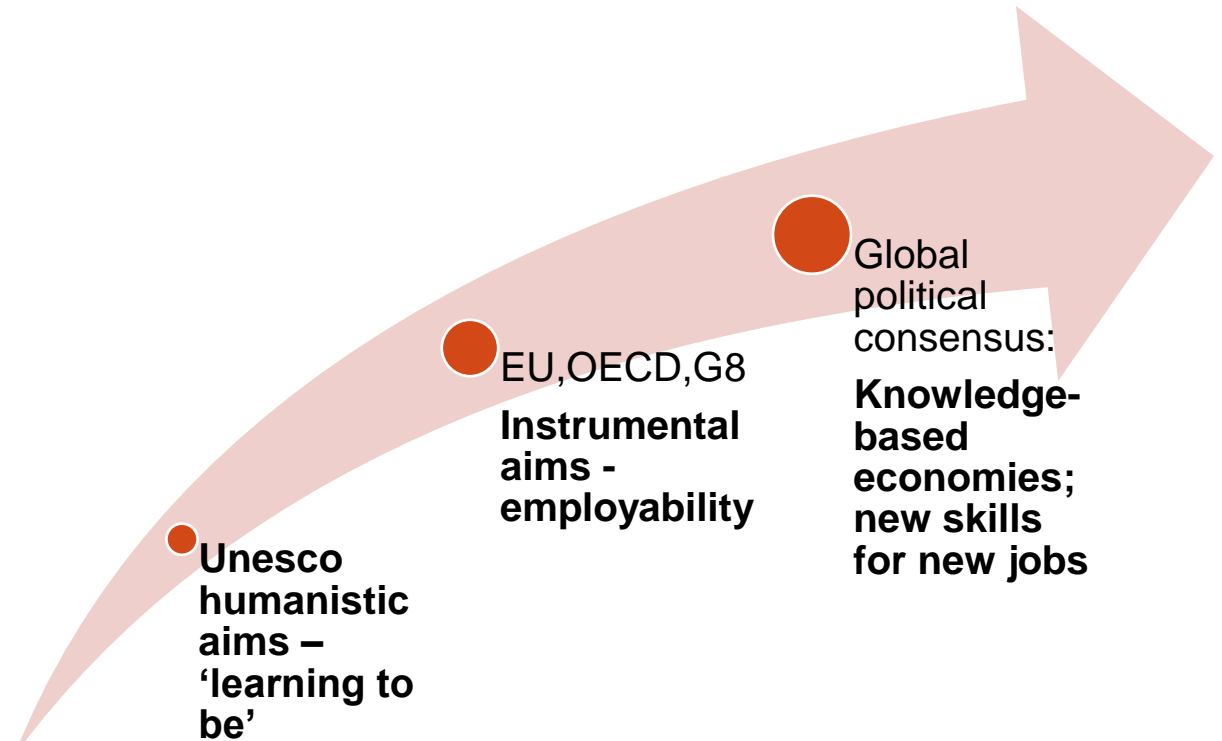 Unesco
humanistic
aims –
‘learning to
be’
EU,OECD,G8
Instrumental
aims -
employability
Global
political
consensus:
Knowledge-
based
economies;
new skills
for new jobs